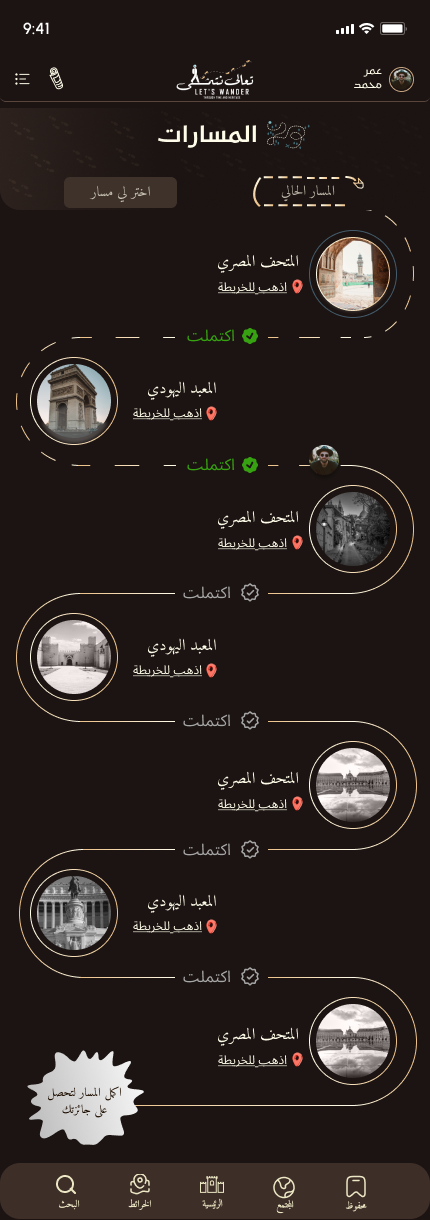 9:41
عمر
محمد
تعالى نتمشى
LET'S WANDER
المسارات
المسار الحالي
اختر لي مسار
المتحف المصري
اذهب للخريطة
اكتملت
المعبد اليهودي
اذهب للخريطة
اكتملت
المتحف المصري
اذهب للخريطة
اكتملت
المعبد اليهودي
اذهب للخريطة
اكتملت
المتحف المصري
اذهب للخريطة
اكتملت
المعبد اليهودي
اذهب للخريطة
اكتملت
المتحف المصري
اذهب للخريطة
اكمل المسار لتحصل
على جائزتك
محفوظ
المجتمع
الرئيسية
الخرائط
البحث